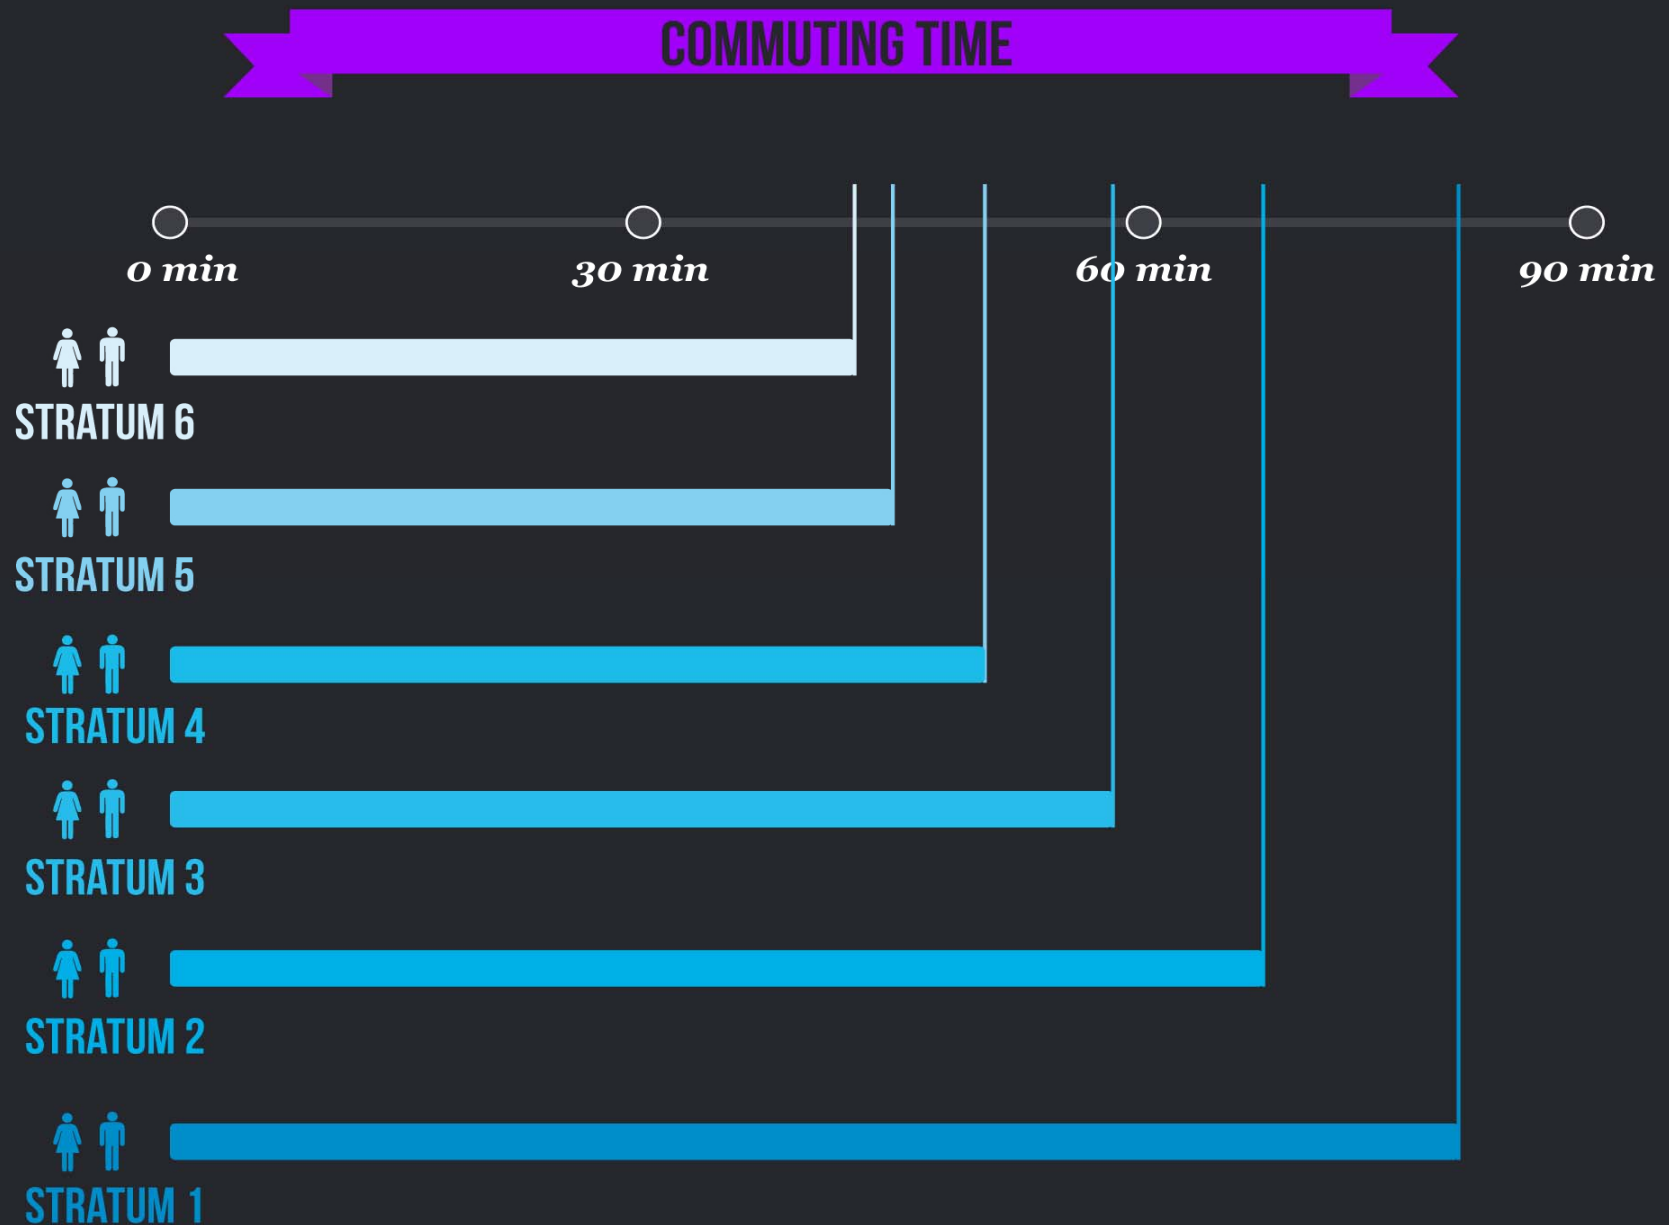 COMMUTING TIME
0 min 30 min 60 min 90 min
STRATUM 6
STRATUM 5
STRATUM 4
STRATUM 3
STRATUM 2
STRATUM 1